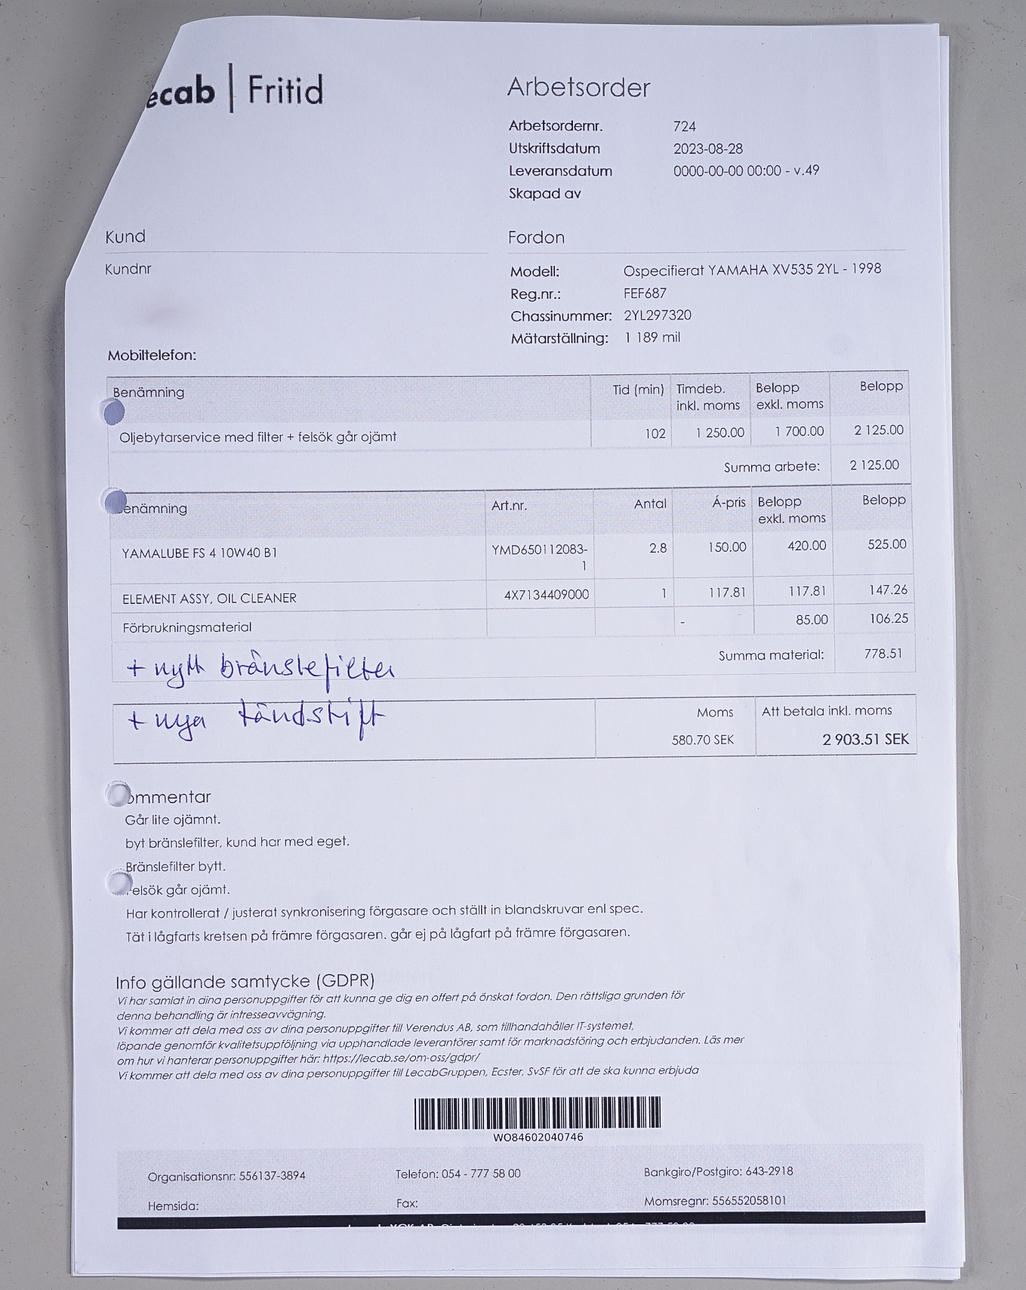 ecab | Fritid
Arbetsorder
Arbetsordernr. 724
Utskriftsdatum 2023-08-28
Leveransdatum 0000-00-00 00:00 - v.49
Skapad av
Kund
Kundnr
Mobiltelefon:
Fordon
Modell: Ospecifierat YAMAHA XV535 2YL - 1998
Reg.nr.: FEF687
Chassinummer: 2YL297320
Mätarställning: 1 189 mil
Benämning Tid (min) Timdeb. inkl. moms Belopp exkl. moms Belopp
Oljebytarservice med filter + felsök går ojämt 102 1 250.00 1 700.00 2 125.00
Summa arbete: 2 125.00
enämning Art.nr. Antal Á-pris Belopp exkl. moms Belopp
YAMALUBE FS 4 10W40 B1 YMD650112083-1 2.8 150.00 420.00 525.00
ELEMENT ASSY, OIL CLEANER 4X7134409000 1 117.81 117.81 147.26
Förbrukningsmaterial - 85.00 106.25
Summa material: 778.51
+ nytt bränslefilter
+ nya tändstift
Moms Att betala inkl. moms
580.70 SEK 2 903.51 SEK
ommentar
Går lite ojämnt.
byt bränslefilter, kund har med eget.
Bränslefilter bytt.
elsök går ojämt.
Har kontrollerat / justerat synkronisering förgasare och ställt in blandskruvar enl spec.
Tät i lågfarts kretsen på främre förgasaren. går ej på lågfart på främre förgasaren.
Info gällande samtycke (GDPR)
Vi har samlat in dina personuppgifter för att kunna ge dig en offert på önskat fordon. Den rättsliga grunden för
denna behandling är intresseavvägning.
Vi kommer att dela med oss av dina personuppgifter till Verendus AB, som tillhandahåller IT-systemet,
löpande genomför kvalitetsuppföljning via upphandlade leverantörer samt för marknadsföring och erbjudanden. Läs mer
om hur vi hanterar personuppgifter här: https://lecab.se/om-oss/gdpr/
Vi kommer att dela med oss av dina personuppgifter till LecabGruppen, Ecster, SvSF för att de ska kunna erbjuda
WO84602040746
Organisationsnr: 556137-3894 Telefon: 054 - 777 58 00 Bankgiro/Postgiro: 643-2918
Hemsida: Fax: Momsregnr: 556552058101